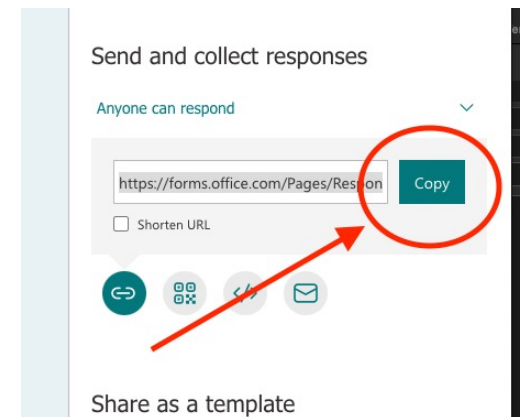 Send and collect responses
Anyone can respond
https://forms.office.com/Pages/Respon
Copy
Shorten URL
Share as a template